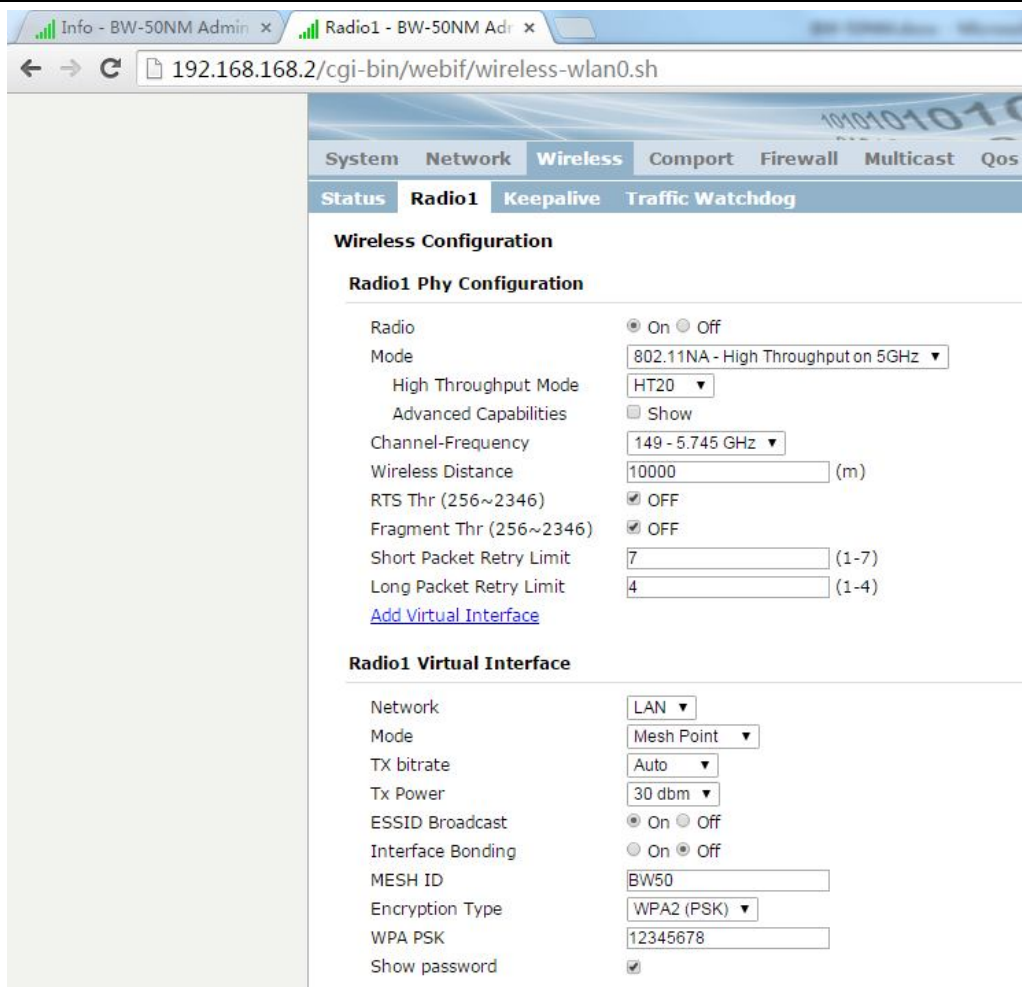 Info - BW-50NM Admin
Radio1 - BW-50NM Adr
192.168.168.2/cgi-bin/webif/wireless-wlan0.sh
System Network Wireless Comport Firewall Multicast Qos
Status Radio1 Keepalive Traffic Watchdog
Wireless Configuration
Radio1 Phy Configuration
Radio On Off
Mode 802.11NA - High Throughput on 5GHz
High Throughput Mode HT20
Advanced Capabilities Show
Channel-Frequency 149 - 5.745 GHz
Wireless Distance 10000 (m)
RTS Thr (256~2346) OFF
Fragment Thr (256~2346) OFF
Short Packet Retry Limit 7 (1-7)
Long Packet Retry Limit 4 (1-4)
Add Virtual Interface
Radio1 Virtual Interface
Network LAN
Mode Mesh Point
TX bitrate Auto
Tx Power 30 dbm
ESSID Broadcast On Off
Interface Bonding On Off
MESH ID BW50
Encryption Type WPA2 (PSK)
WPA PSK 12345678
Show password